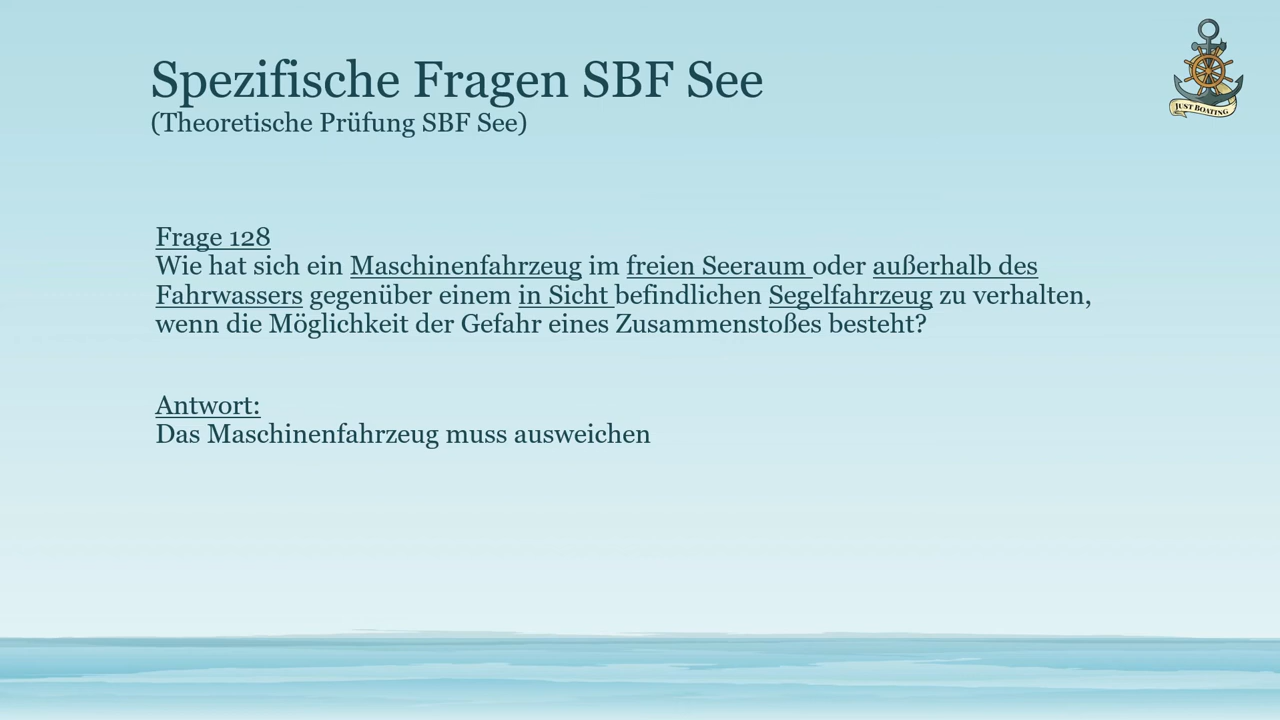 Spezifische Fragen SBF See
(Theoretische Prüfung SBF See)
JUST BOATING
Frage 128
Wie hat sich ein Maschinenfahrzeug im freien Seeraum oder außerhalb des
Fahrwassers gegenüber einem in Sicht befindlichen Segelfahrzeug zu verhalten,
wenn die Möglichkeit der Gefahr eines Zusammenstoßes besteht?
Antwort:
Das Maschinenfahrzeug muss ausweichen